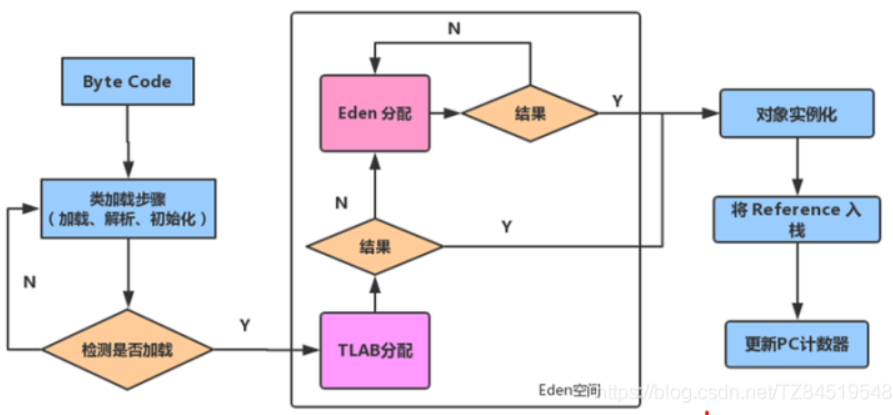 Byte Code
类加载步骤
（加载、解析、初始化）
N
检测是否加载
Y
N
Eden 分配
结果
Y
N
结果
Y
TLAB分配
Eden空间
对象实例化
将 Reference 入
栈
更新PC计数器
https://blog.csdn.net/TZ84519548